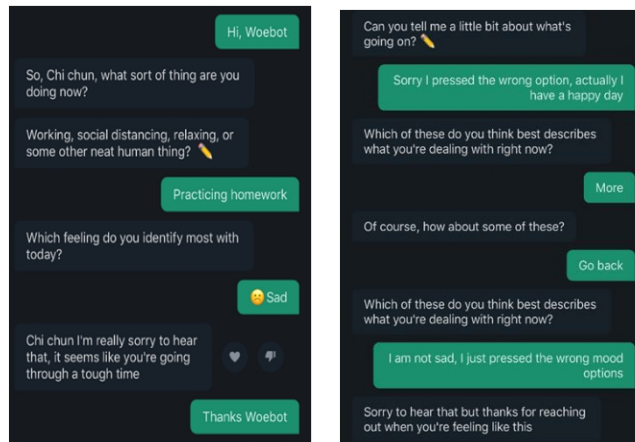 Hi, Woebot
So, Chi chun, what sort of thing are you
doing now?
Working, social distancing, relaxing, or
some other neat human thing? ✏️
Practicing homework
Which feeling do you identify most with
today?
🙁 Sad
Chi chun I'm really sorry to hear
that, it seems like you're going
through a tough time
Thanks Woebot
Can you tell me a little bit about what's
going on? ✏️
Sorry I pressed the wrong option, actually I
have a happy day
Which of these do you think best describes
what you're dealing with right now?
More
Of course, how about some of these?
Go back
Which of these do you think best describes
what you're dealing with right now?
I am not sad, I just pressed the wrong mood
options
Sorry to hear that but thanks for reaching
out when you're feeling like this